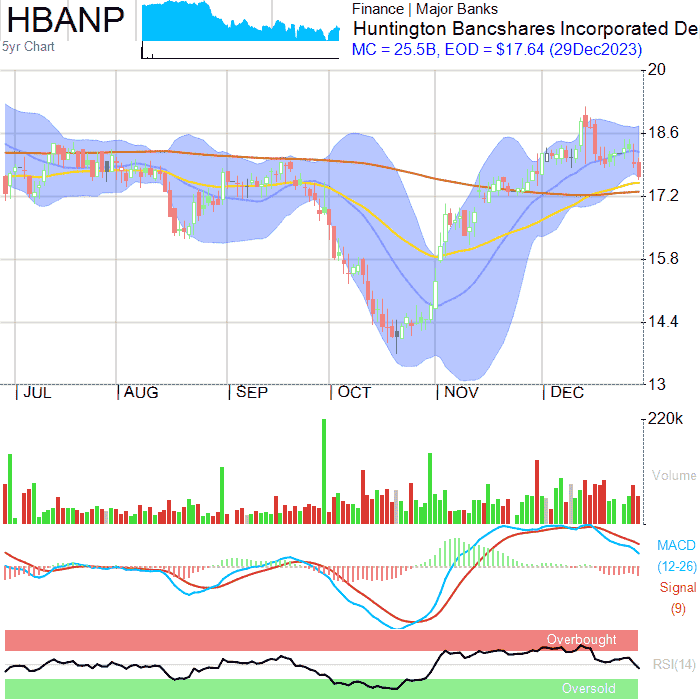 HBANP
5yr Chart
Finance | Major Banks
Huntington Bancshares Incorporated De
MC = 25.5B, EOD = $17.64 (29Dec2023)
20
18.6
17.2
15.8
14.4
13
JUL AUG SEP OCT NOV DEC
220k
Volume
MACD
(12-26)
Signal
(9)
Overbought
RSI(14)
Oversold